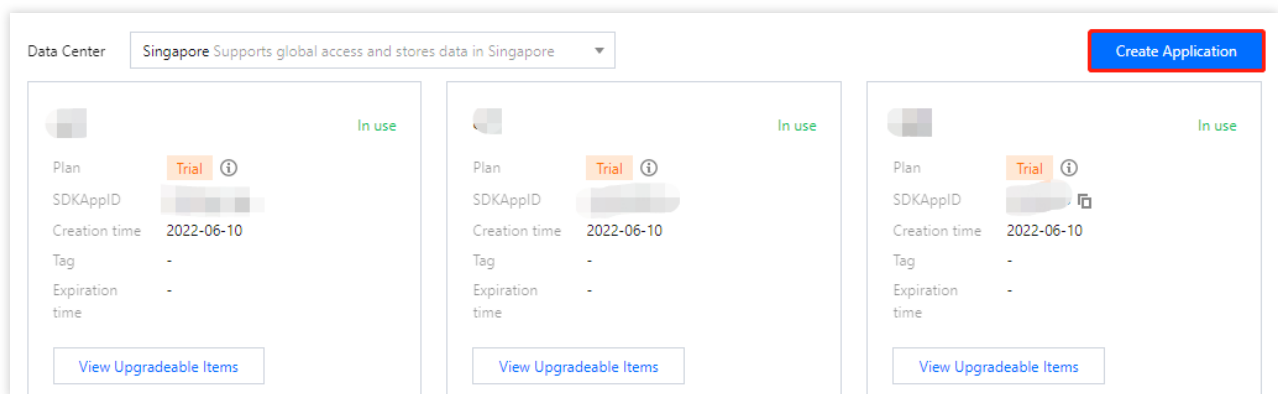 Data Center Singapore Supports global access and stores data in Singapore Create Application
In use In use In use
Plan Trial Plan Trial Plan Trial
SDKAppID SDKAppID SDKAppID
Creation time 2022-06-10 Creation time 2022-06-10 Creation time 2022-06-10
Tag - Tag - Tag -
Expiration - Expiration - Expiration -
time time time
View Upgradeable Items View Upgradeable Items View Upgradeable Items